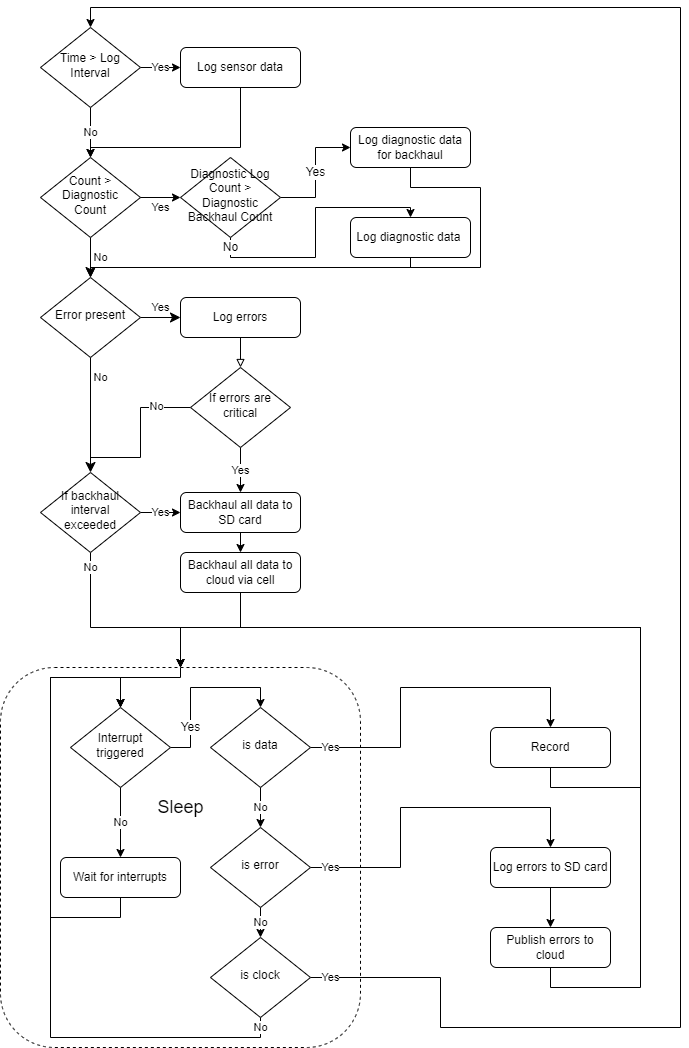 Time > Log
Interval
Yes
Log sensor data
No
Log diagnostic data
for backhaul
Count >
Diagnostic
Count
Yes
Diagnostic Log
Count >
Diagnostic
Backhaul Count
Yes
No
Log diagnostic data
No
Error present
Yes
Log errors
No
If errors are
critical
No
Yes
If backhaul
interval
exceeded
Yes
Backhaul all data to
SD card
No
Backhaul all data to
cloud via cell
Interrupt
triggered
Yes
is data
Yes
Record
No
Sleep
No
Wait for interrupts
is error
Yes
Log errors to SD card
No
Publish errors to
cloud
is clock
Yes
No